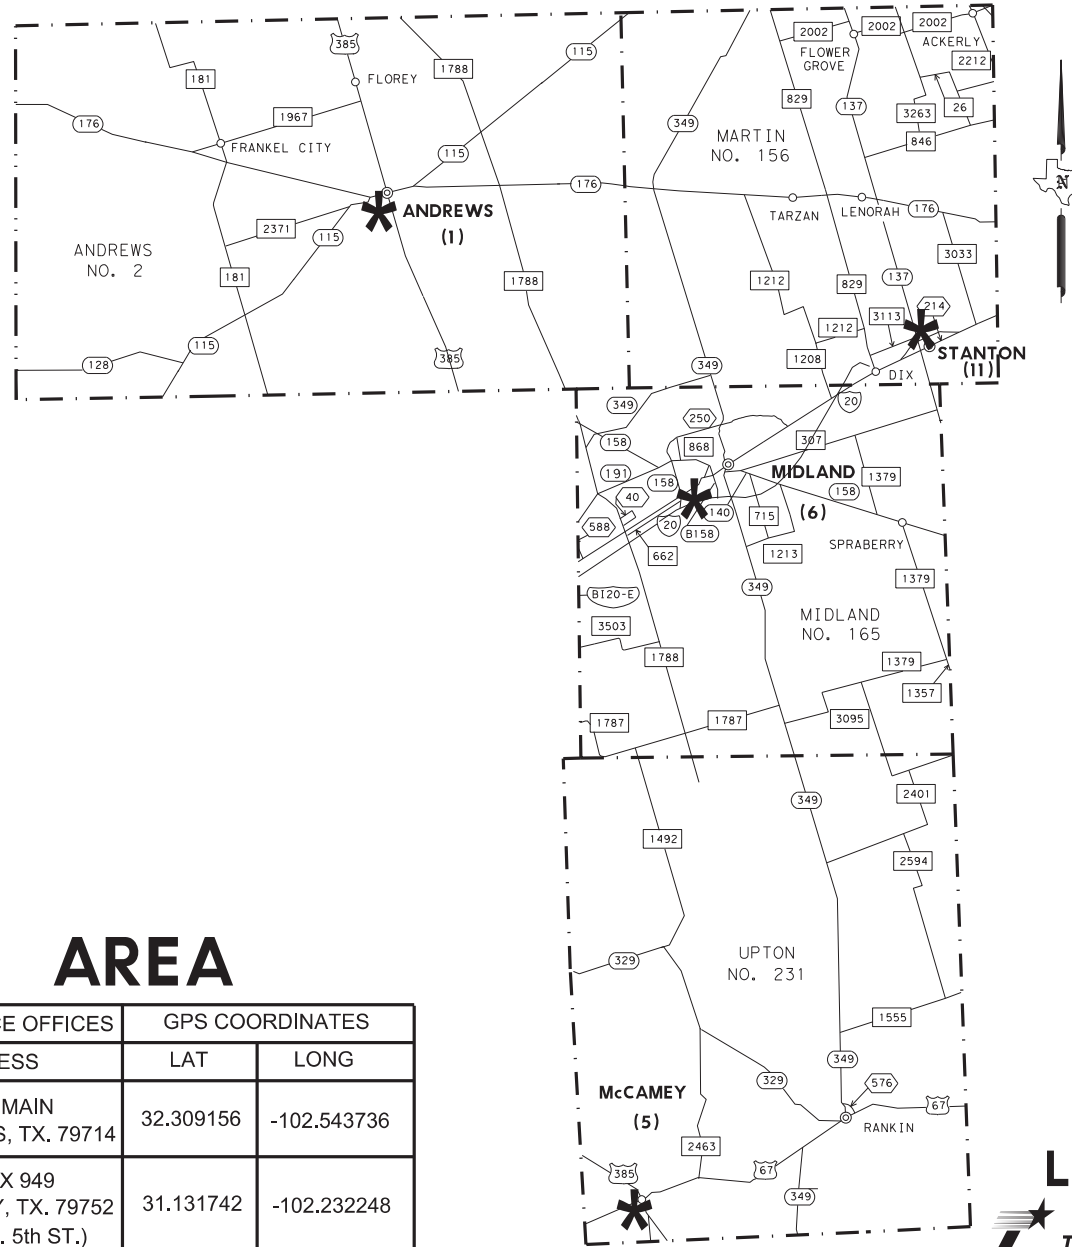 385
2002
2002
2002
ACKERLY
FLOWER
GROVE
115
181
FLOREY
1788
2212
829
1967
137
3263
26
176
349
MARTIN
NO. 156
846
FRANKEL CITY
115
176
ANDREWS
(1)
TARZAN
LENORAH
176
2371
115
ANDREWS
NO. 2
181
3033
1788
1212
829
137
214
3113
1212
115
128
385
1208
STANTON
(11)
349
DIX
349
250
20
158
868
307
191
158
MIDLAND
(6)
1379
158
40
588
20
140
B158
715
662
1213
SPRABERRY
349
1379
BI20-E
3503
MIDLAND
NO. 165
1788
1379
1357
1787
1787
3095
349
2401
1492
2594
UPTON
NO. 231
329
1555
349
329
576
67
McCAMEY
(5)
RANKIN
2463
385
67
349
N
AREA
CE OFFICES
GPS COORDINATES
ESS
LAT
LONG
MAIN
S, TX. 79714
32.309156
-102.543736
X 949
Y, TX. 79752
. 5th ST.)
31.131742
-102.232248
L